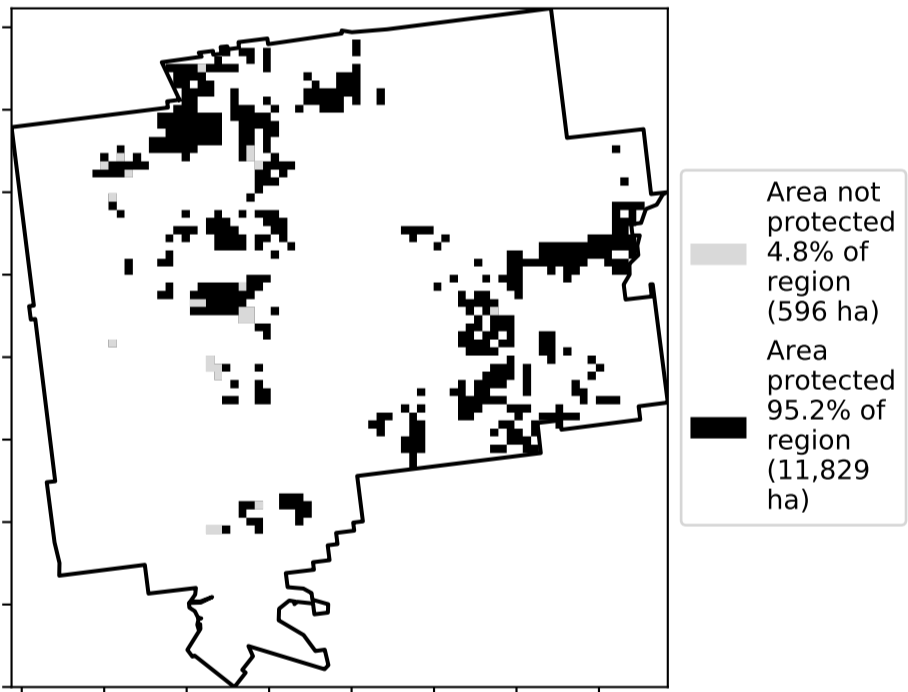 Area not
protected
4.8% of
region
(596 ha)
Area
protected
95.2% of
region
(11,829
ha)